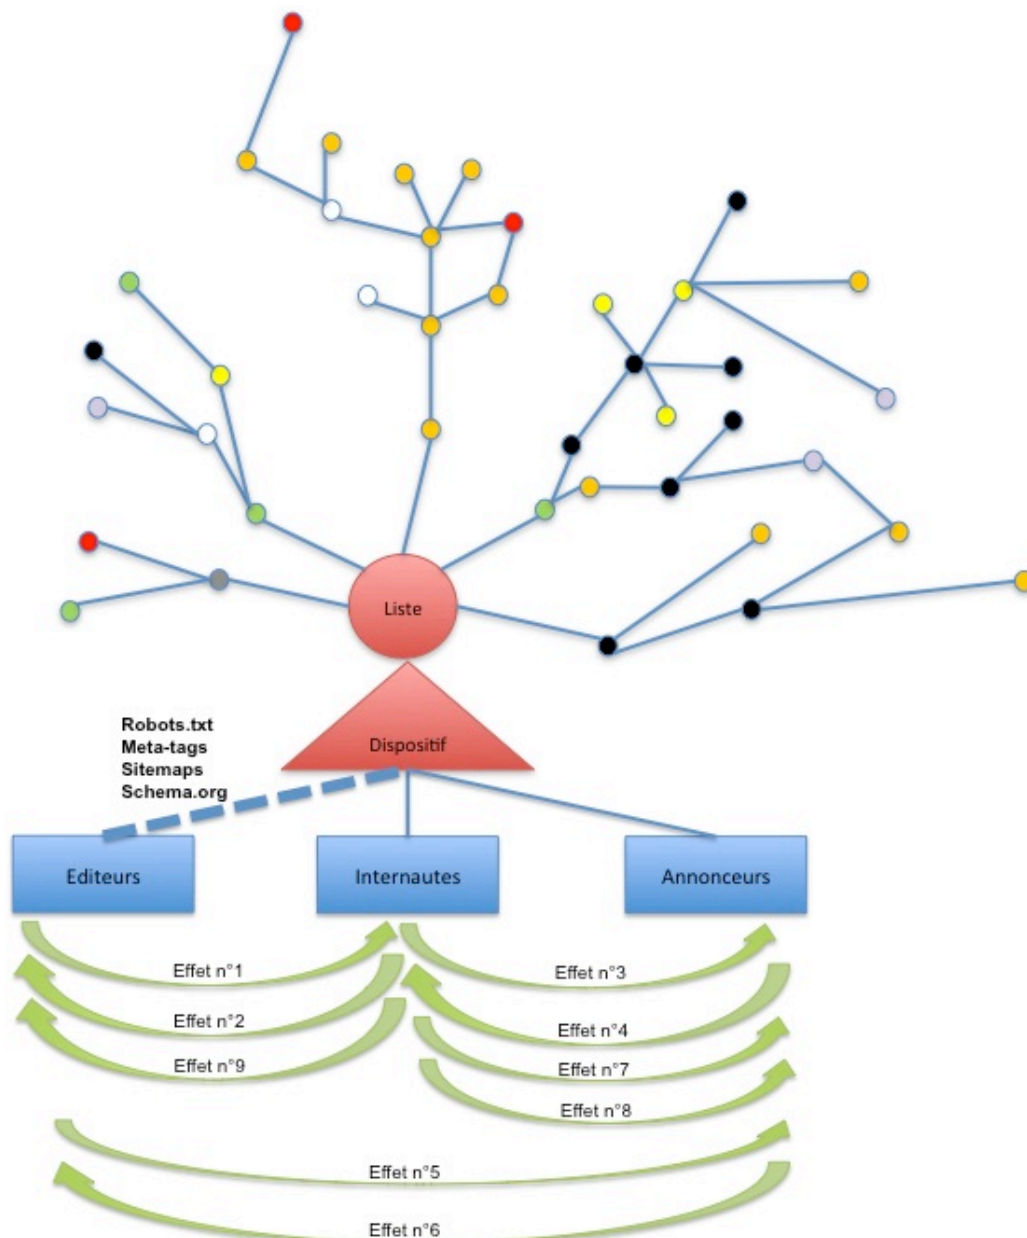 Liste
Dispositif
Robots.txt
Meta-tags
Sitemaps
Schema.org
Editeurs
Internautes
Annonceurs
Effet n°1
Effet n°3
Effet n°2
Effet n°4
Effet n°9
Effet n°7
Effet n°8
Effet n°5
Effet n°6